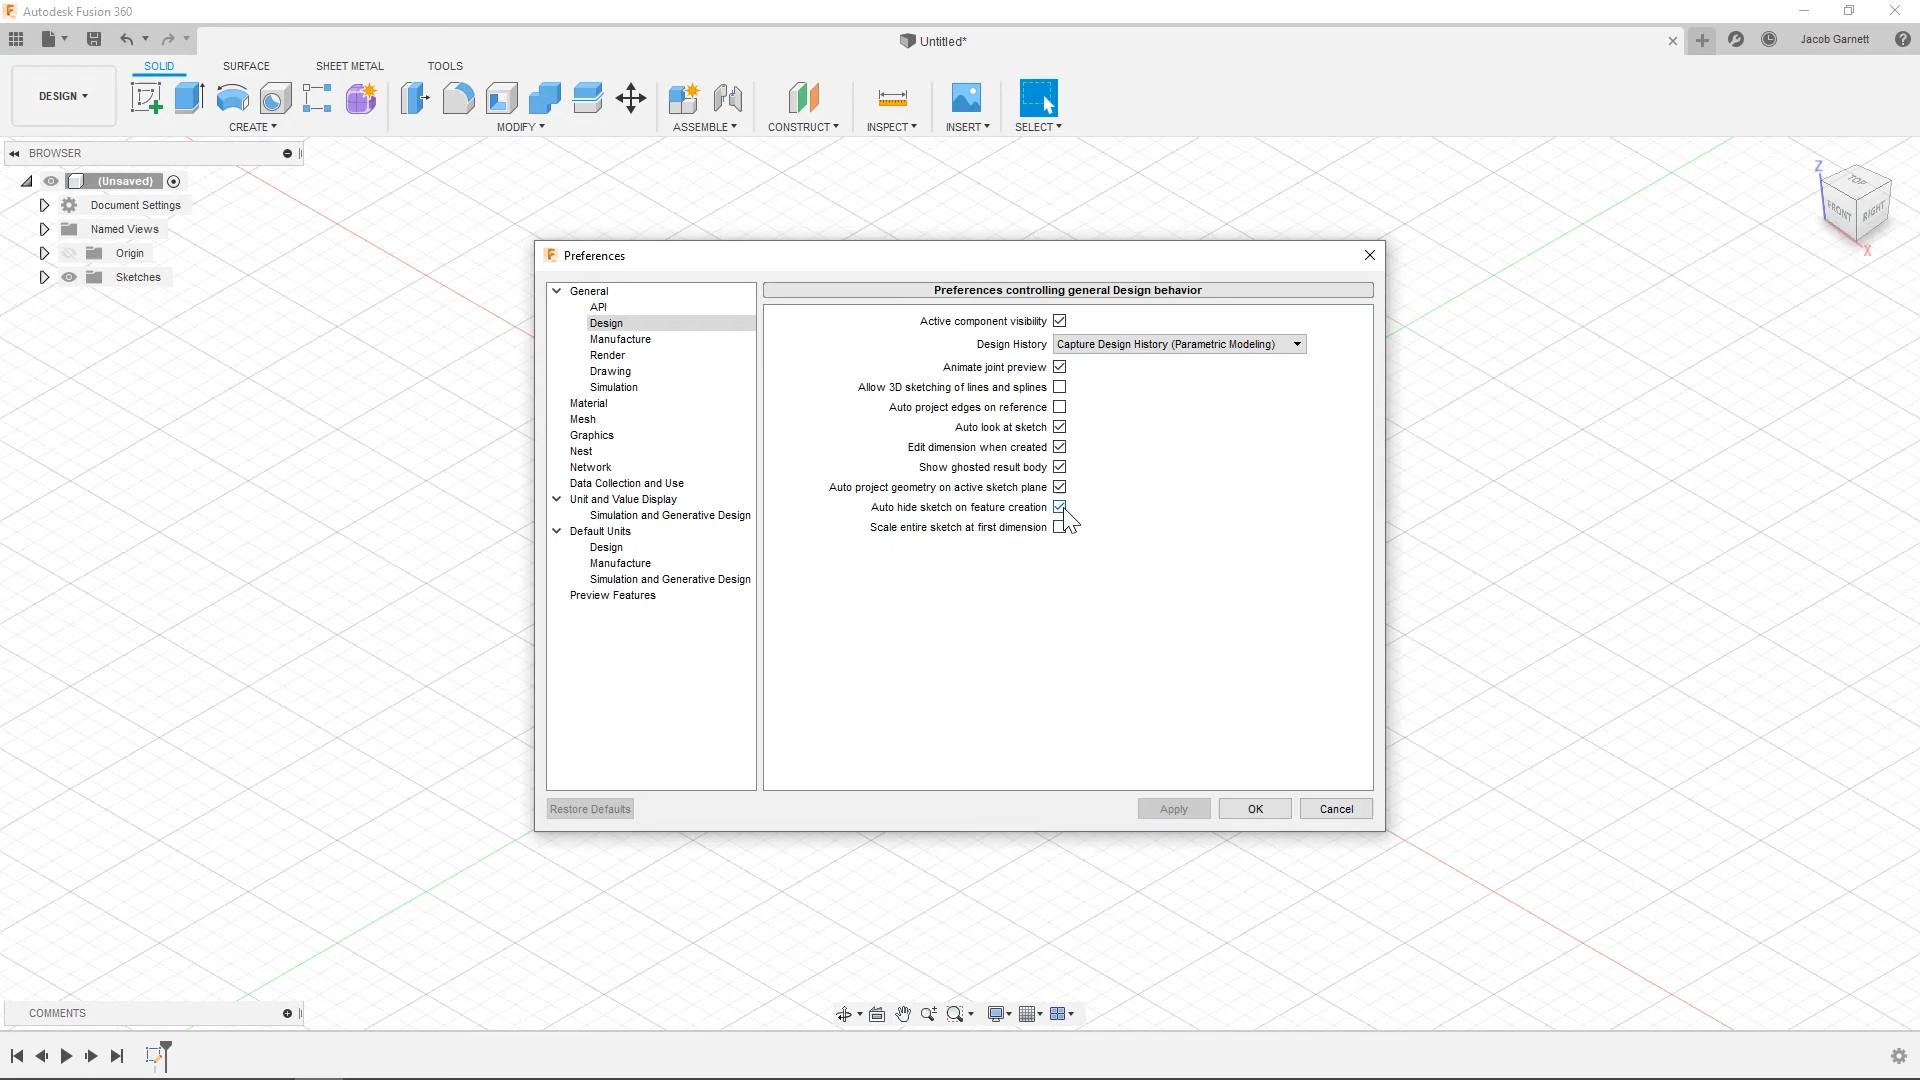 Autodesk Fusion 360
Untitled*
Jacob Garnett
DESIGN
SOLID
SURFACE
SHEET METAL
TOOLS
CREATE
MODIFY
ASSEMBLE
CONSTRUCT
INSPECT
INSERT
SELECT
BROWSER
(Unsaved)
Document Settings
Named Views
Origin
Sketches
Z
TOP
FRONT
RIGHT
X
Preferences
General
API
Design
Manufacture
Render
Drawing
Simulation
Material
Mesh
Graphics
Nest
Network
Data Collection and Use
Unit and Value Display
Simulation and Generative Design
Default Units
Design
Manufacture
Simulation and Generative Design
Preview Features
Preferences controlling general Design behavior
Active component visibility
Design History Capture Design History (Parametric Modeling)
Animate joint preview
Allow 3D sketching of lines and splines
Auto project edges on reference
Auto look at sketch
Edit dimension when created
Show ghosted result body
Auto project geometry on active sketch plane
Auto hide sketch on feature creation
Scale entire sketch at first dimension
Restore Defaults
Apply
OK
Cancel
COMMENTS